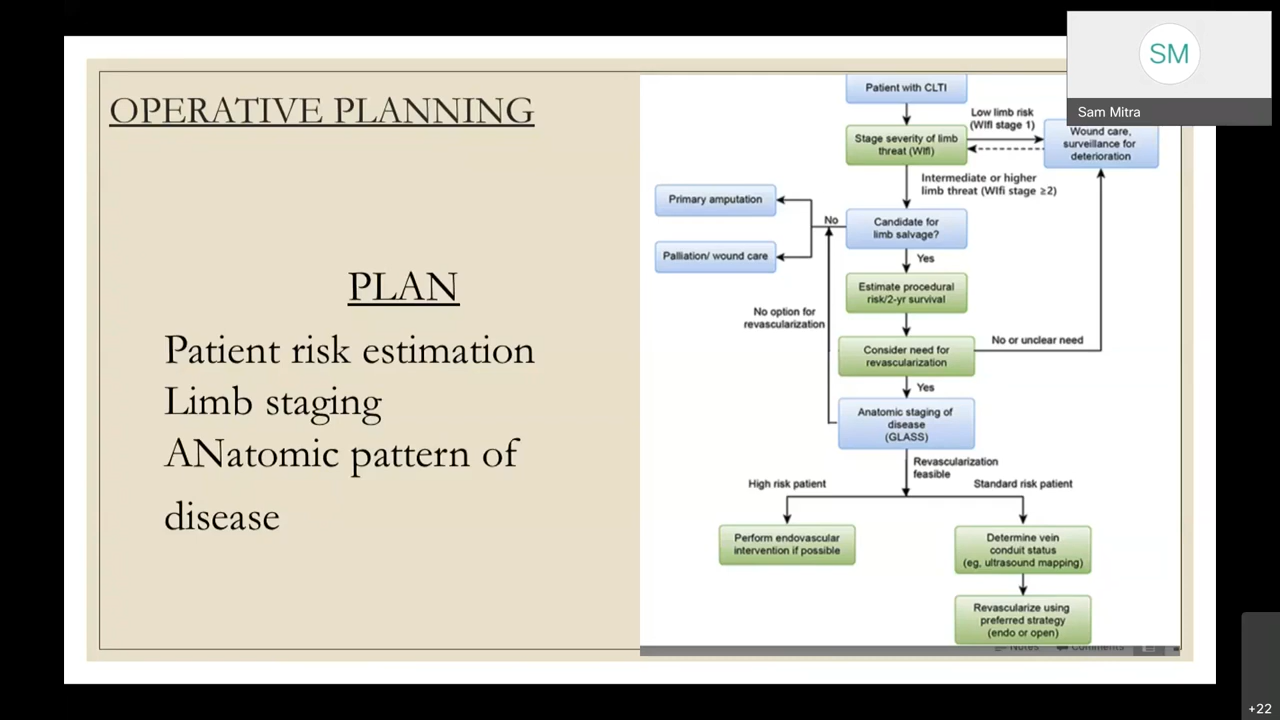 OPERATIVE PLANNING
PLAN
Patient risk estimation
Limb staging
ANatomic pattern of
disease
Patient with CLTI
Low limb risk
(WIfI stage 1)
Stage severity of limb
threat (WIfI)
Wound care,
surveillance for
deterioration
Intermediate or higher
limb threat (WIfI stage ≥2)
Primary amputation
No
Candidate for
limb salvage?
Palliation/ wound care
Yes
Estimate procedural
risk/2-yr survival
No option for
revascularization
No or unclear need
Consider need for
revascularization
Yes
Anatomic staging of
disease
(GLASS)
Revascularization
feasible
High risk patient
Standard risk patient
Perform endovascular
intervention if possible
Determine vein
conduit status
(eg, ultrasound mapping)
Revascularize using
preferred strategy
(endo or open)
Notes
Comments
SM
Sam Mitra
+22